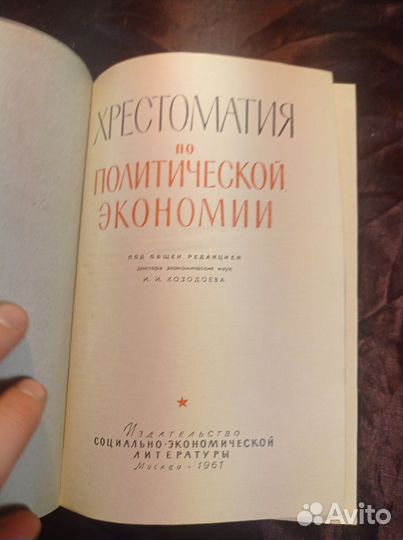 ХРЕСТОМАТИЯ
ПО
ПОЛИТИЧЕСКОЙ
ЭКОНОМИИ
ПОД ОБЩЕЙ РЕДАКЦИЕЙ
доктора экономических наук
И. И. КОЗОДОЕВА
ИЗДАТЕЛЬСТВО
СОЦИАЛЬНО-ЭКОНОМИЧЕСКОЙ
ЛИТЕРАТУРЫ
Москва · 1961
Avito